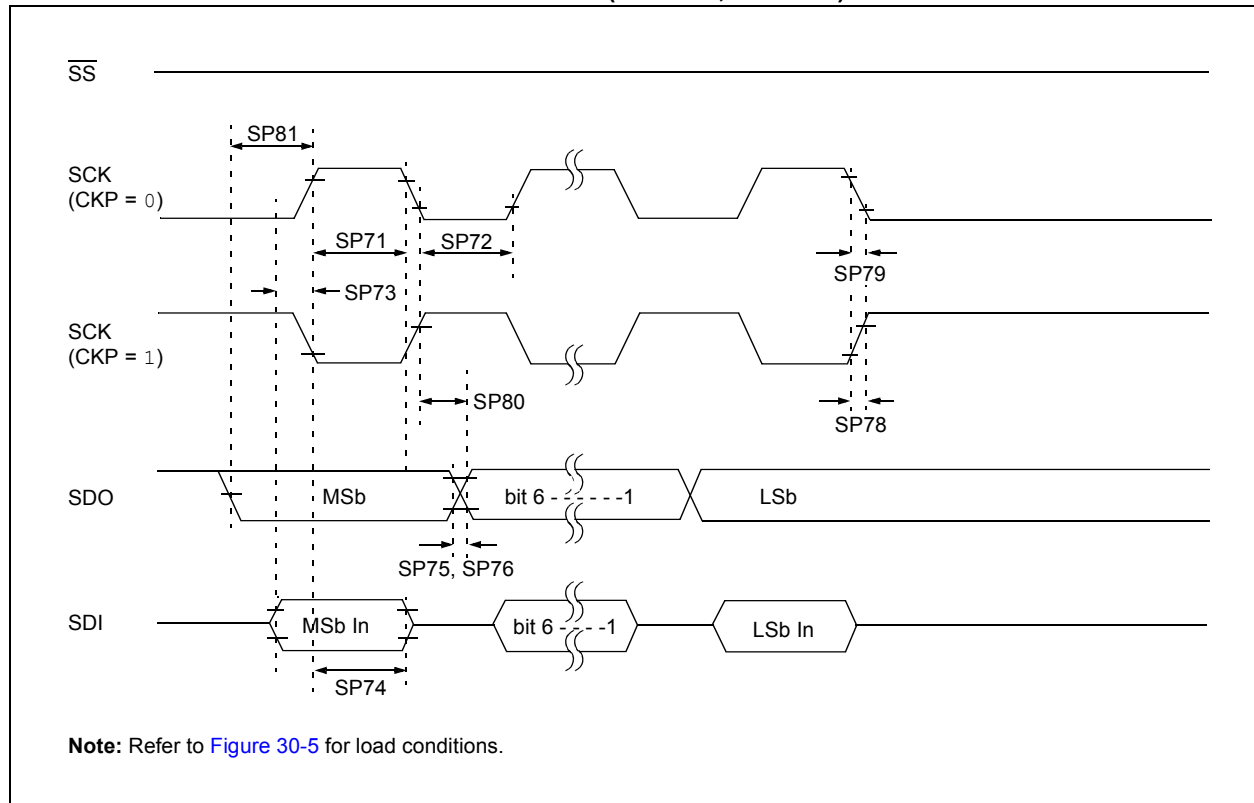 SS
SP81
SCK
(CKP = 0)
SP71
SP72
SP79
SP73
SCK
(CKP = 1)
SP80
SP78
SDO
MSb
bit 6 - - - - - -1
LSb
SP75, SP76
SDI
MSb In
bit 6 - - - -1
LSb In
SP74
Note: Refer to Figure 30-5 for load conditions.